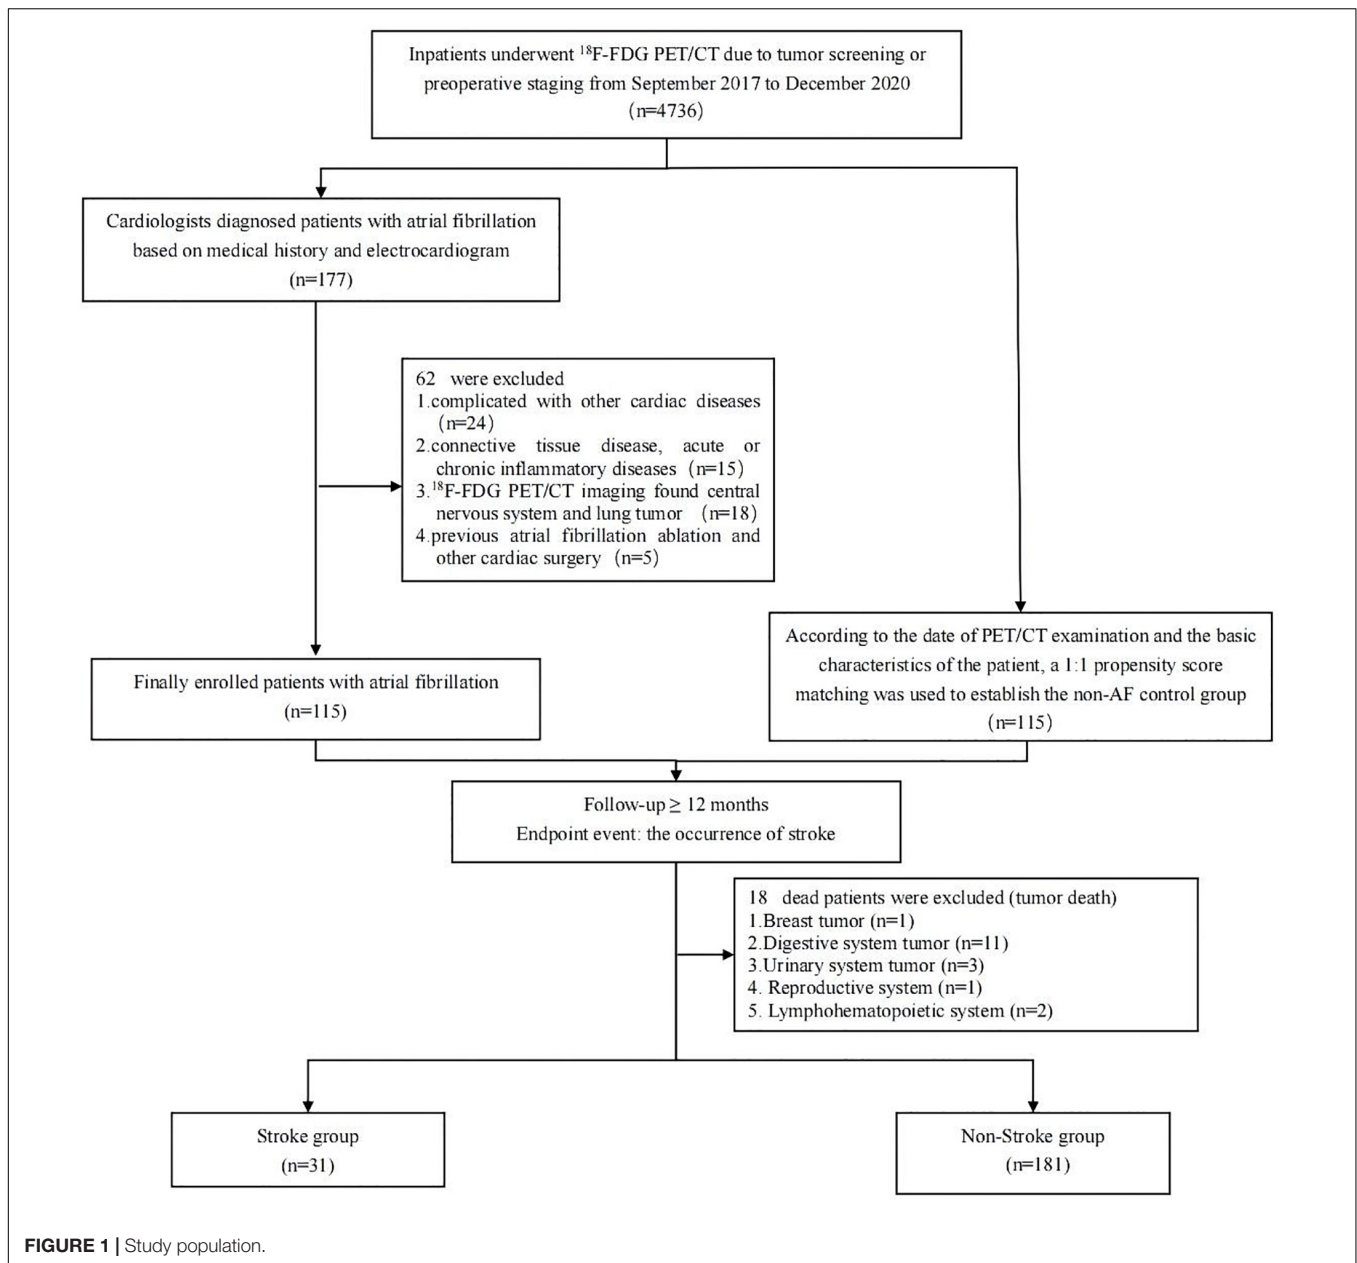 Inpatients underwent ¹⁸F-FDG PET/CT due to tumor screening or
preoperative staging from September 2017 to December 2020
(n=4736)
Cardiologists diagnosed patients with atrial fibrillation
based on medical history and electrocardiogram
(n=177)
62 were excluded
1.complicated with other cardiac diseases
(n=24)
2.connective tissue disease, acute or
chronic inflammatory diseases (n=15)
3.¹⁸F-FDG PET/CT imaging found central
nervous system and lung tumor (n=18)
4.previous atrial fibrillation ablation and
other cardiac surgery (n=5)
According to the date of PET/CT examination and the basic
characteristics of the patient, a 1:1 propensity score
matching was used to establish the non-AF control group
(n=115)
Finally enrolled patients with atrial fibrillation
(n=115)
Follow-up ≥ 12 months
Endpoint event: the occurrence of stroke
18 dead patients were excluded (tumor death)
1.Breast tumor (n=1)
2.Digestive system tumor (n=11)
3.Urinary system tumor (n=3)
4. Reproductive system (n=1)
5. Lymphohematopoietic system (n=2)
Stroke group
(n=31)
Non-Stroke group
(n=181)
FIGURE 1 | Study population.